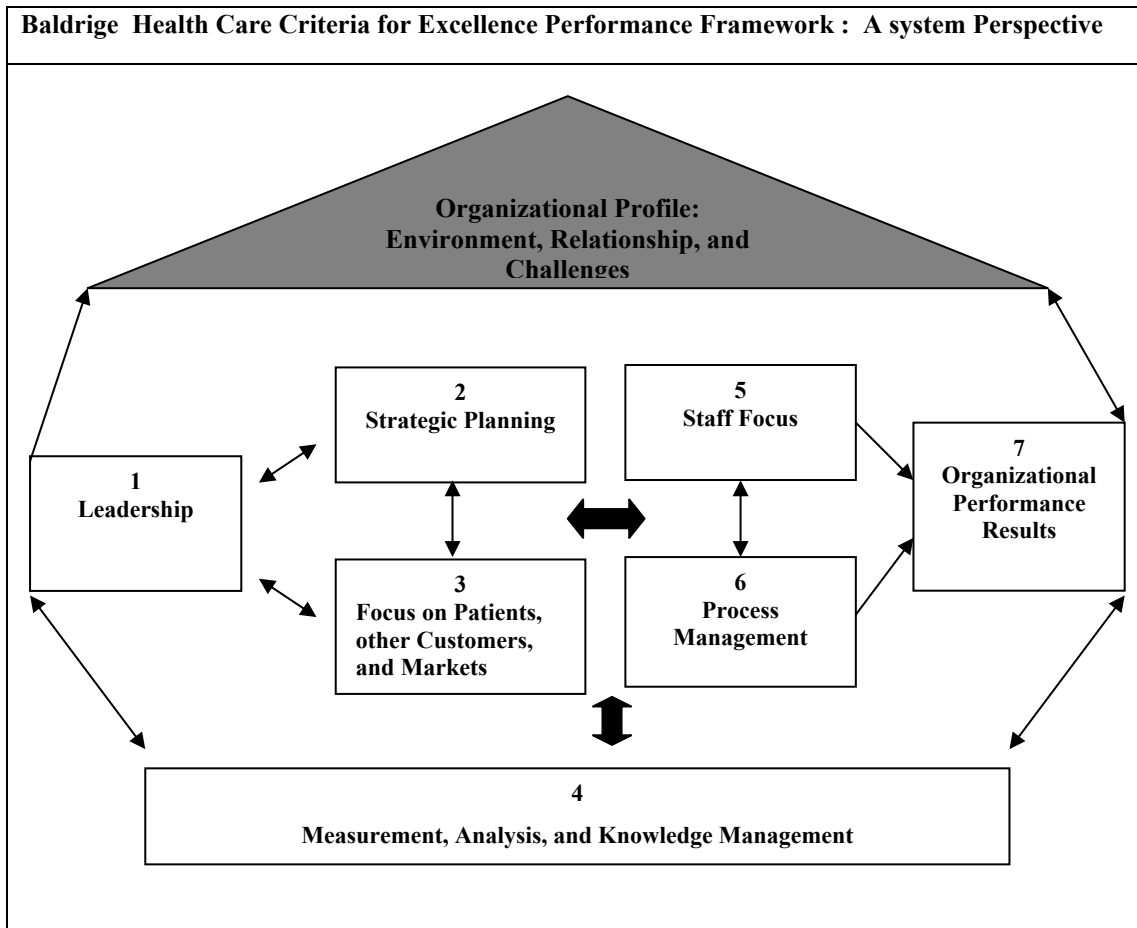 Baldrige  Health Care Criteria for Excellence Performance Framework :  A system Perspective
Organizational Profile:
Environment, Relationship, and
Challenges
1
Leadership
2
Strategic Planning
3
Focus on Patients,
other Customers,
and Markets
5
Staff Focus
6
Process
Management
7
Organizational
Performance
Results
4
Measurement, Analysis, and Knowledge Management